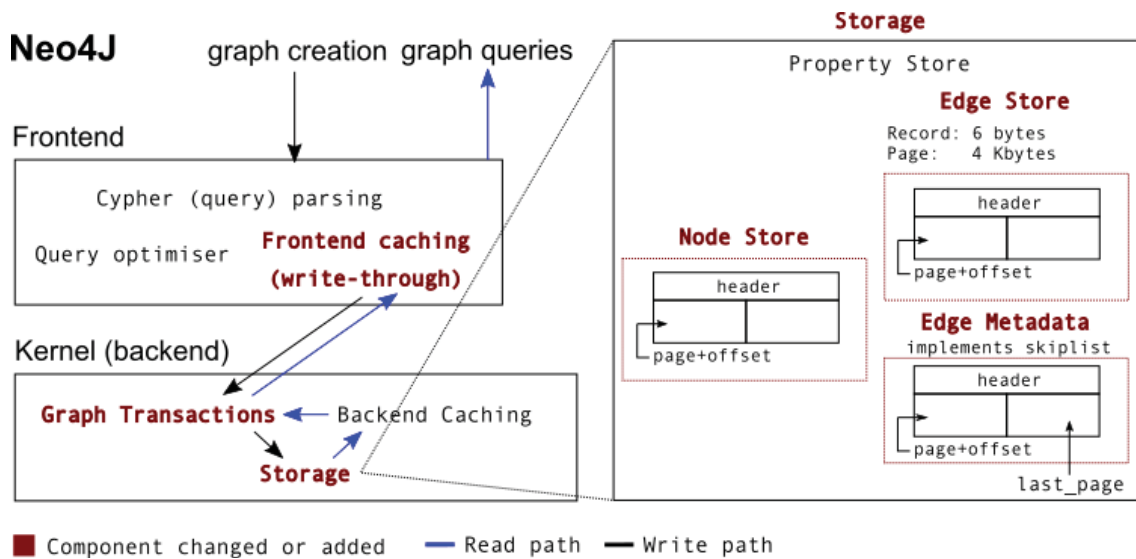 Neo4J
graph creation
graph queries
Frontend
Cypher (query) parsing
Query optimiser
Frontend caching
(write-through)
Kernel (backend)
Graph Transactions
Backend Caching
Storage
Storage
Property Store
Edge Store
Record: 6 bytes
Page: 4 Kbytes
header
page+offset
Node Store
header
page+offset
Edge Metadata
implements skiplist
header
page+offset
last_page
Component changed or added
Read path
Write path